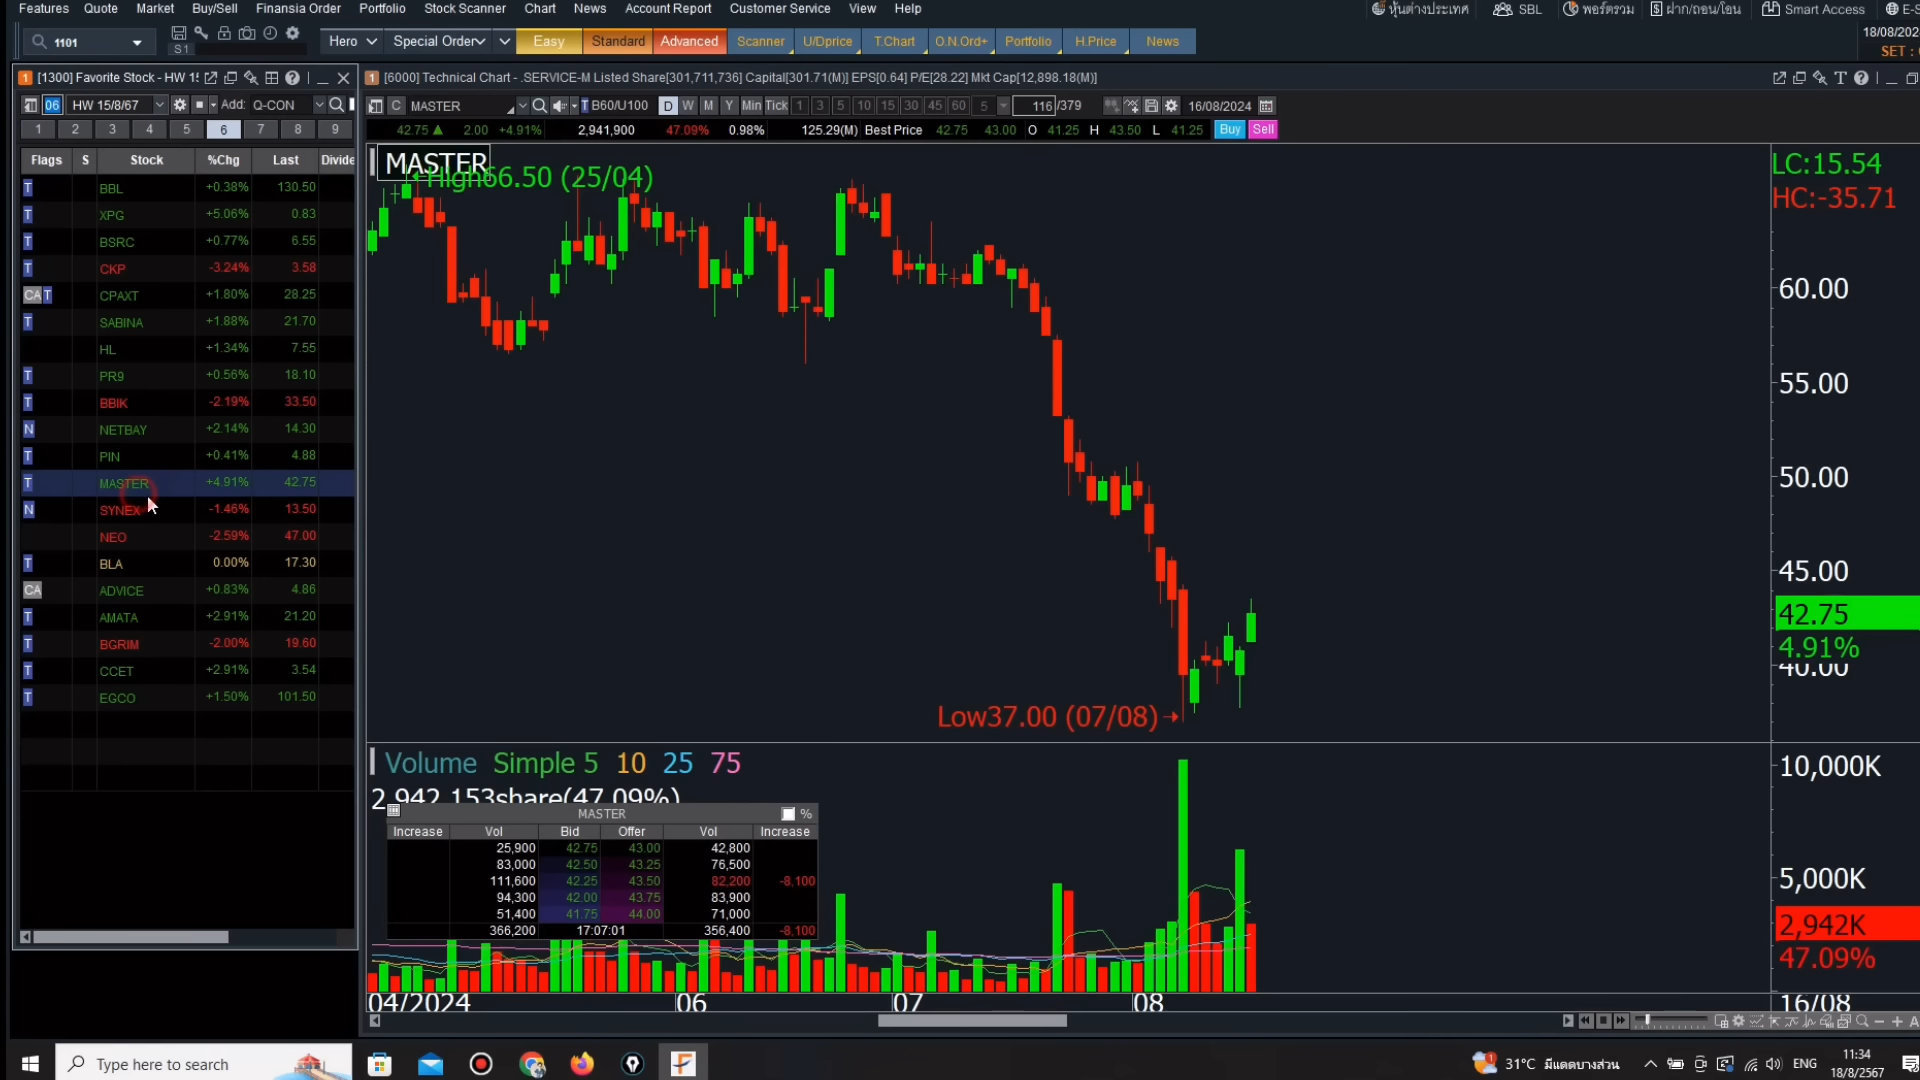 Features Quote Market Buy/Sell Finansia Order Portfolio Stock Scanner Chart News Account Report Customer Service View Help หุ้นต่างประเทศ SBL พอร์ตรวม ฝาก/ถอน/โอน Smart Access E-S
1101 S1 Hero Special Order Easy Standard Advanced Scanner U/Dprice T.Chart O.N.Ord+ Portfolio H.Price News 18/08/202
SET :
1 [1300] Favorite Stock - HW 1
1 [6000] Technical Chart - .SERVICE-M Listed Share[301,711,736] Capital[301.71(M)] EPS[0.64] P/E[28.22] Mkt Cap[12,898.18(M)]
06 HW 15/8/67 Add: Q-CON
C MASTER T B60/U100 D W M Y Min Tick 1 3 5 10 15 30 45 60 5 116 /379 16/08/2024
1 2 3 4 5 6 7 8 9
42.75 ▲ 2.00 +4.91% 2,941,900 47.09% 0.98% 125.29(M) Best Price 42.75 43.00 O 41.25 H 43.50 L 41.25 Buy Sell
Flags S Stock %Chg Last Divide
T BBL +0.38% 130.50
T XPG +5.06% 0.83
T BSRC +0.77% 6.55
T CKP -3.24% 3.58
CA T CPAXT +1.80% 28.25
T SABINA +1.88% 21.70
HL +1.34% 7.55
T PR9 +0.56% 18.10
T BBIK -2.19% 33.50
N NETBAY +2.14% 14.30
T PIN +0.41% 4.88
T MASTER +4.91% 42.75
N SYNEX -1.46% 13.50
NEO -2.59% 47.00
T BLA 0.00% 17.30
CA ADVICE +0.83% 4.86
T AMATA +2.91% 21.20
T BGRIM -2.00% 19.60
T CCET +2.91% 3.54
T EGCO +1.50% 101.50
MASTER
High66.50 (25/04)
LC:15.54
HC:-35.71
60.00
55.00
50.00
45.00
42.75
4.91%
40.00
Low37.00 (07/08)
Volume Simple 5 10 25 75
2,942,153share(47.09%)
10,000K
5,000K
2,942K
47.09%
MASTER %
Increase Vol Bid Offer Vol Increase
25,900 42.75 43.00 42,800
83,000 42.50 43.25 76,500
111,600 42.25 43.50 82,200 -8,100
94,300 42.00 43.75 83,900
51,400 41.75 44.00 71,000
366,200 17:07:01 356,400 -8,100
04/2024 06 07 08 16/08
Type here to search
31°C มีแดดบางส่วน ENG 11:34
18/8/2567